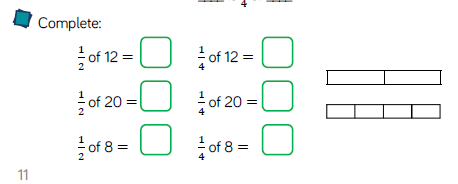 4
Complete:
1/2 of 12 = 1/4 of 12 =
1/2 of 20 = 1/4 of 20 =
1/2 of 8 = 1/4 of 8 =
11